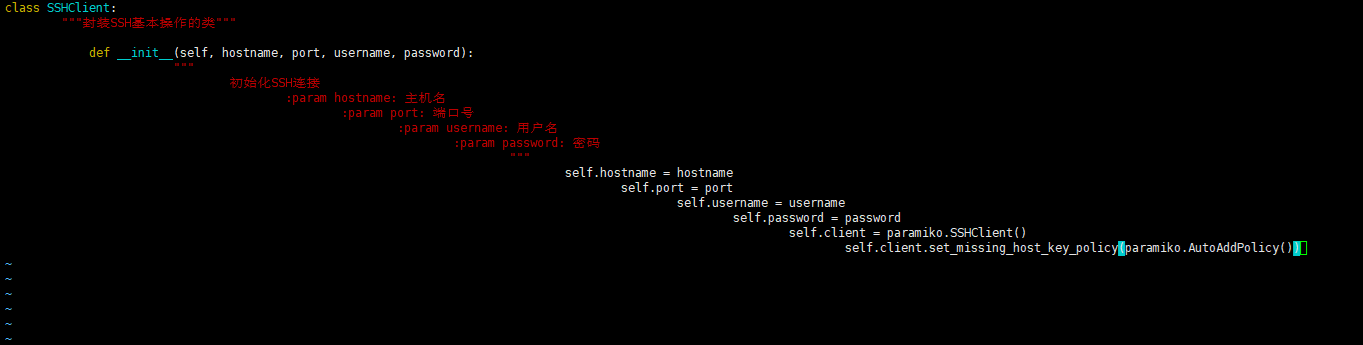 class SSHClient:
"""封装SSH基本操作的类"""
def __init__(self, hostname, port, username, password):
"""
初始化SSH连接
:param hostname: 主机名
:param port: 端口号
:param username: 用户名
:param password: 密码
"""
self.hostname = hostname
self.port = port
self.username = username
self.password = password
self.client = paramiko.SSHClient()
self.client.set_missing_host_key_policy(paramiko.AutoAddPolicy())
~
~
~
~
~
~